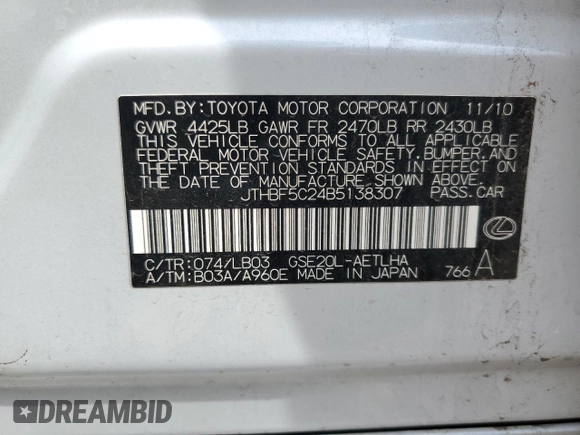 MFD.BY:TOYOTA MOTOR CORPORATION 11/10
GVWR 4425LB GAWR FR 2470LB RR 2430LB
THIS VEHICLE CONFORMS TO ALL APPLICABLE
FEDERAL MOTOR VEHICLE SAFETY,BUMPER,AND
THEFT PREVENTION STANDARDS IN EFFECT ON
THE DATE OF MANUFACTURE SHOWN ABOVE.
JTHBF5C24B5138307 PASS.CAR
C/TR:074/LB03 GSE20L-AETLHA
A/TM:B03A/A960E MADE IN JAPAN 766 A
DREAMBID